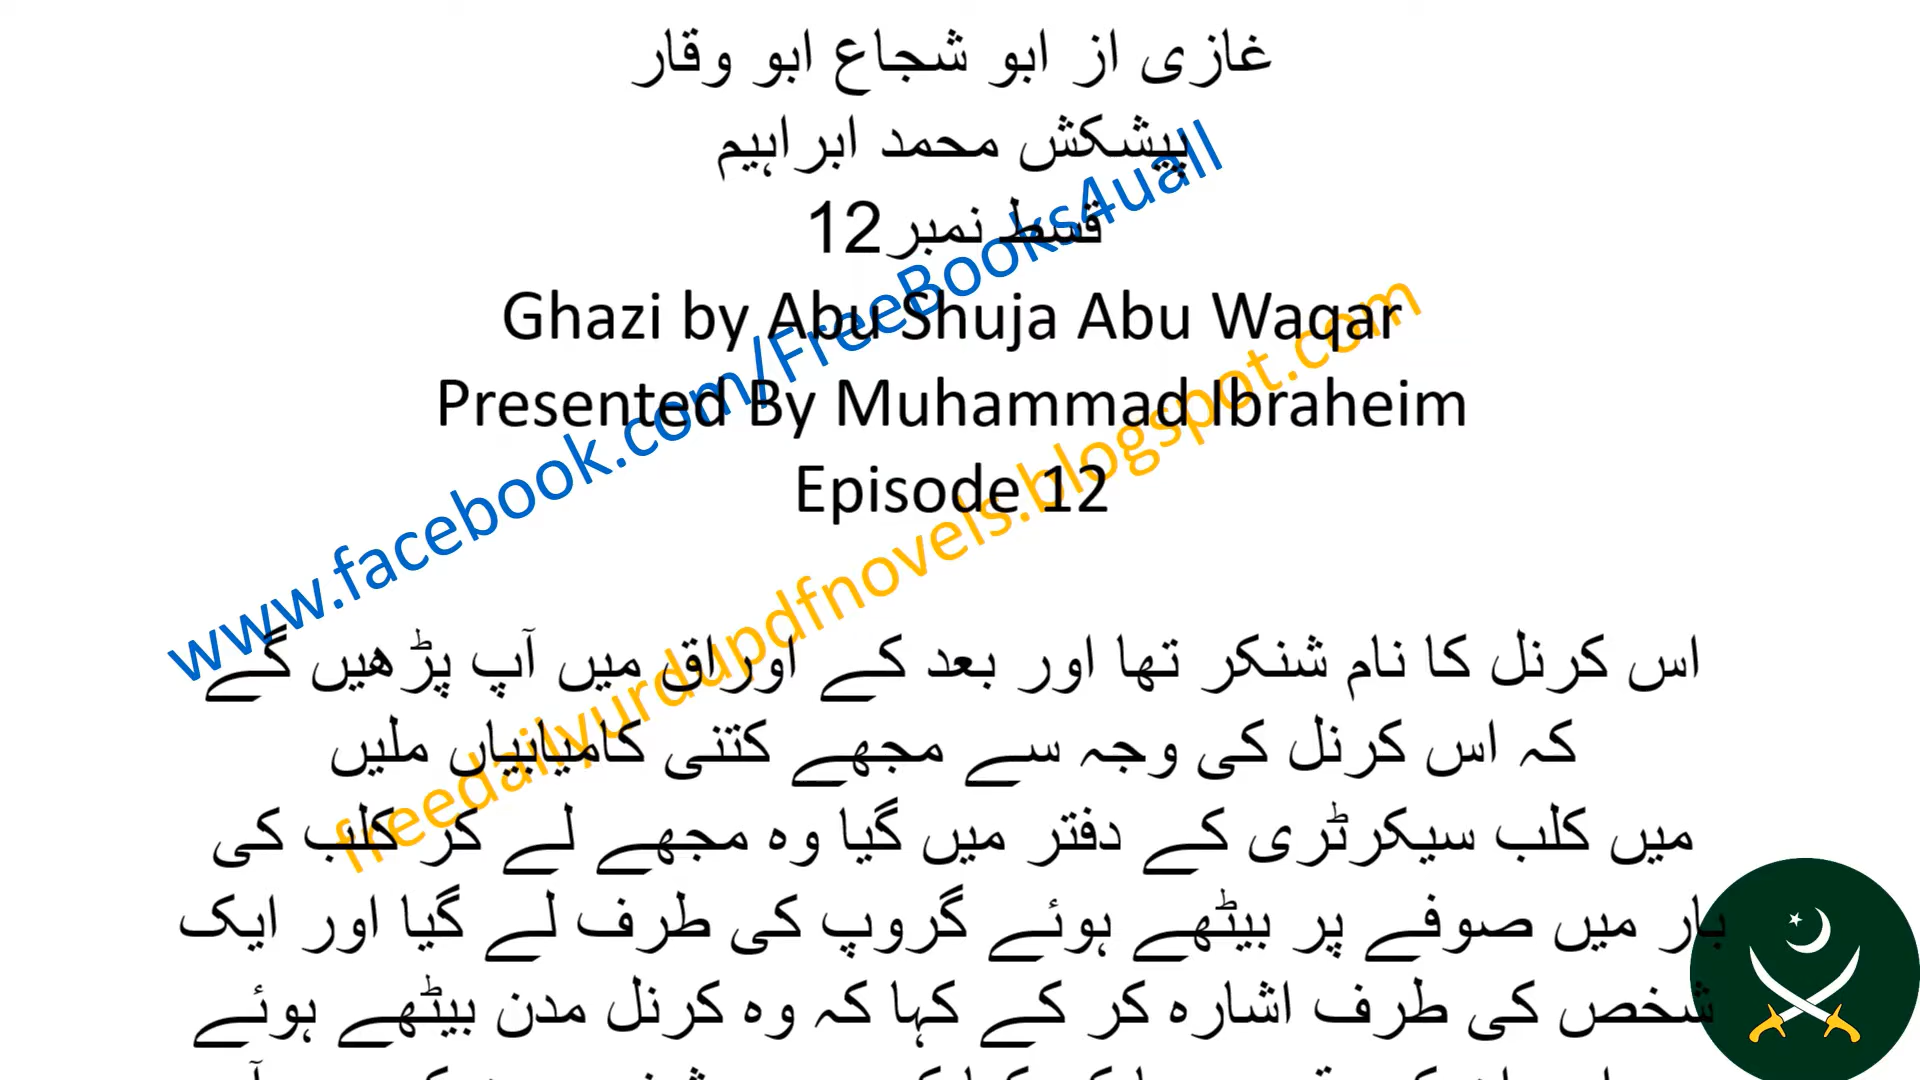 غازی از ابو شجاع ابو وقار
پیشکش محمد ابراہیم
قسط نمبر12
Ghazi by Abu Shuja Abu Waqar
Presented By Muhammad Ibraheim
Episode 12
www.facebook.com/FreeBooks4uall
freedailyurdupdfnovels.blogspot.com
اس کرنل کا نام شنکر تھا اور بعد کے اوراق میں آپ پڑھیں گے
کہ اس کرنل کی وجہ سے مجھے کتنی کامیابیاں ملیں
میں کلب سیکرٹری کے دفتر میں گیا وہ مجھے لے کر کلب کی
بار میں صوفے پر بیٹھے ہوئے گروپ کی طرف لے گیا اور ایک
شخص کی طرف اشارہ کر کے کہا کہ وہ کرنل مدن بیٹھے ہوئے